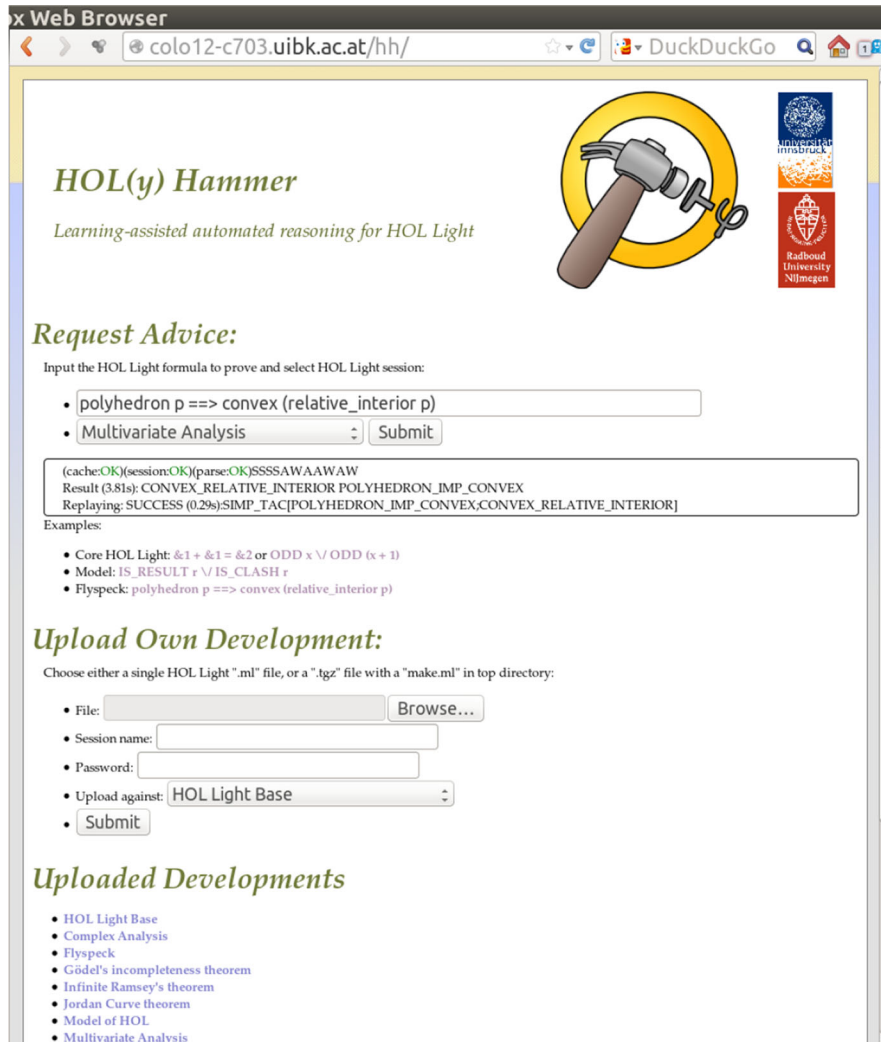 ox Web Browser
colo12-c703.uibk.ac.at/hh/
DuckDuckGo
1
universität
innsbruck
HOL(y) Hammer
Learning-assisted automated reasoning for HOL Light
Radboud
University
Nijmegen
Request Advice:
Input the HOL Light formula to prove and select HOL Light session:
polyhedron p ==> convex (relative_interior p)
Multivariate Analysis Submit
(cache:OK)(session:OK)(parse:OK)SSSSAWAAWAW
Result (3.81s): CONVEX_RELATIVE_INTERIOR POLYHEDRON_IMP_CONVEX
Replaying: SUCCESS (0.29s):SIMP_TAC[POLYHEDRON_IMP_CONVEX;CONVEX_RELATIVE_INTERIOR]
Examples:
• Core HOL Light: &1 + &1 = &2 or ODD x \/ ODD (x + 1)
• Model: IS_RESULT r \/ IS_CLASH r
• Flyspeck: polyhedron p ==> convex (relative_interior p)
Upload Own Development:
Choose either a single HOL Light ".ml" file, or a ".tgz" file with a "make.ml" in top directory:
• File: Browse...
• Session name:
• Password:
• Upload against: HOL Light Base
• Submit
Uploaded Developments
• HOL Light Base
• Complex Analysis
• Flyspeck
• Gödel's incompleteness theorem
• Infinite Ramsey's theorem
• Jordan Curve theorem
• Model of HOL
• Multivariate Analysis